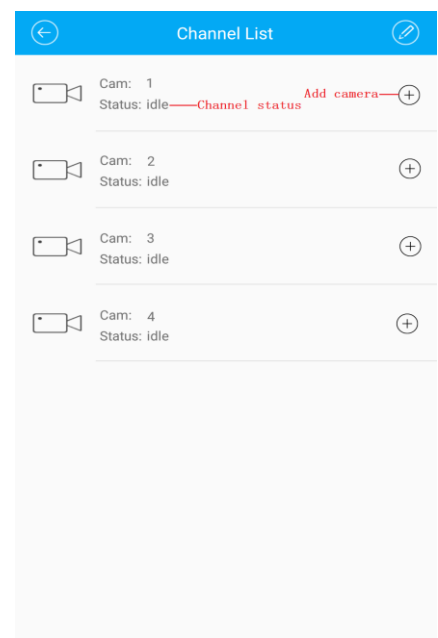 Channel List
Cam: 1
Add camera
Status: idle
Channel status
Cam: 2
Status: idle
Cam: 3
Status: idle
Cam: 4
Status: idle